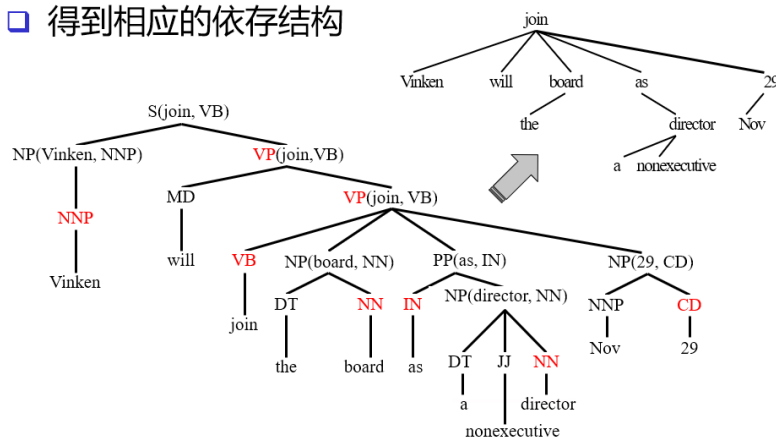 得到相应的依存结构
join
Vinken will board as 29
the director Nov
a nonexecutive
S(join, VB)
NP(Vinken, NNP) VP(join,VB)
NNP MD VP(join, VB)
Vinken will VB NP(board, NN) PP(as, IN) NP(29, CD)
join DT NN IN NP(director, NN) NNP CD
the board as DT JJ NN Nov 29
a director
nonexecutive